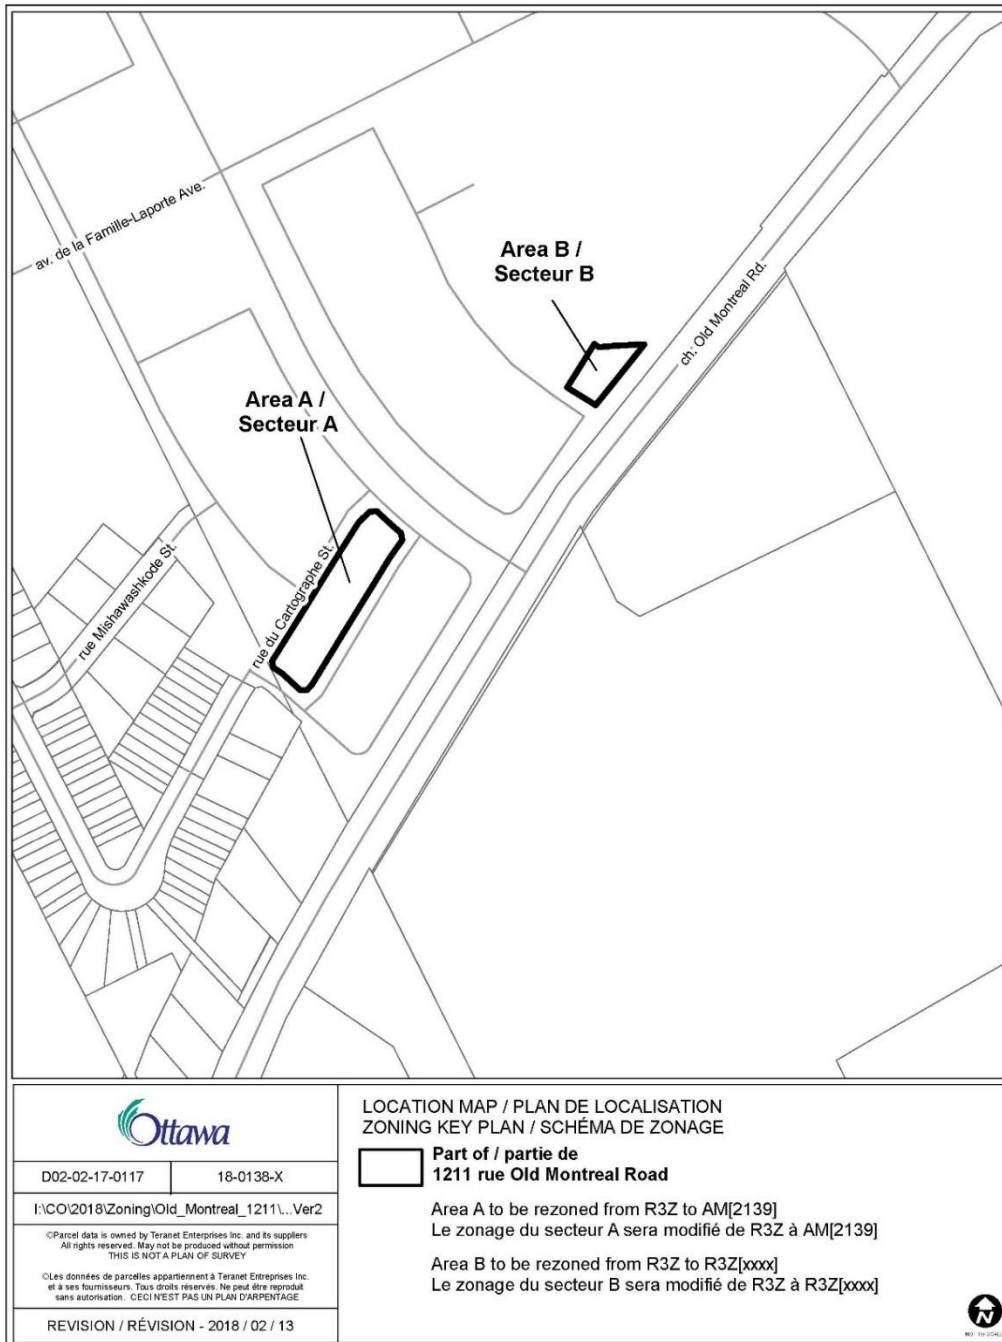 av. de la Famille-Laporte Ave.
Area B /
Secteur B
ch. Old Montreal Rd.
Area A /
Secteur A
rue Mishawashkode St.
rue du Cartographe St.
Ottawa
D02-02-17-0117
18-0138-X
I:\CO\2018\Zoning\Old_Montreal_1211\...Ver2
©Parcel data is owned by Teranet Enterprises Inc. and its suppliers
All rights reserved. May not be produced without permission
THIS IS NOT A PLAN OF SURVEY
©Les données de parcelles appartiennent à Teranet Entreprises Inc.
et à ses fournisseurs. Tous droits réservés. Ne peut être reproduit
sans autorisation. CECI N'EST PAS UN PLAN D'ARPENTAGE
REVISION / RÉVISION - 2018 / 02 / 13
LOCATION MAP / PLAN DE LOCALISATION
ZONING KEY PLAN / SCHÉMA DE ZONAGE
Part of / partie de
1211 rue Old Montreal Road
Area A to be rezoned from R3Z to AM[2139]
Le zonage du secteur A sera modifié de R3Z à AM[2139]
Area B to be rezoned from R3Z to R3Z[xxxx]
Le zonage du secteur B sera modifié de R3Z à R3Z[xxxx]
N
NOT TO SCALE